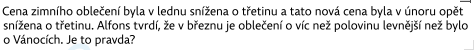 Cena zimního oblečení byla v lednu snížena o třetinu a tato nová cena byla v únoru opět
snížena o třetinu. Alfons tvrdí, že v březnu je oblečení o víc než polovinu levnější než bylo
o Vánocích. Je to pravda?